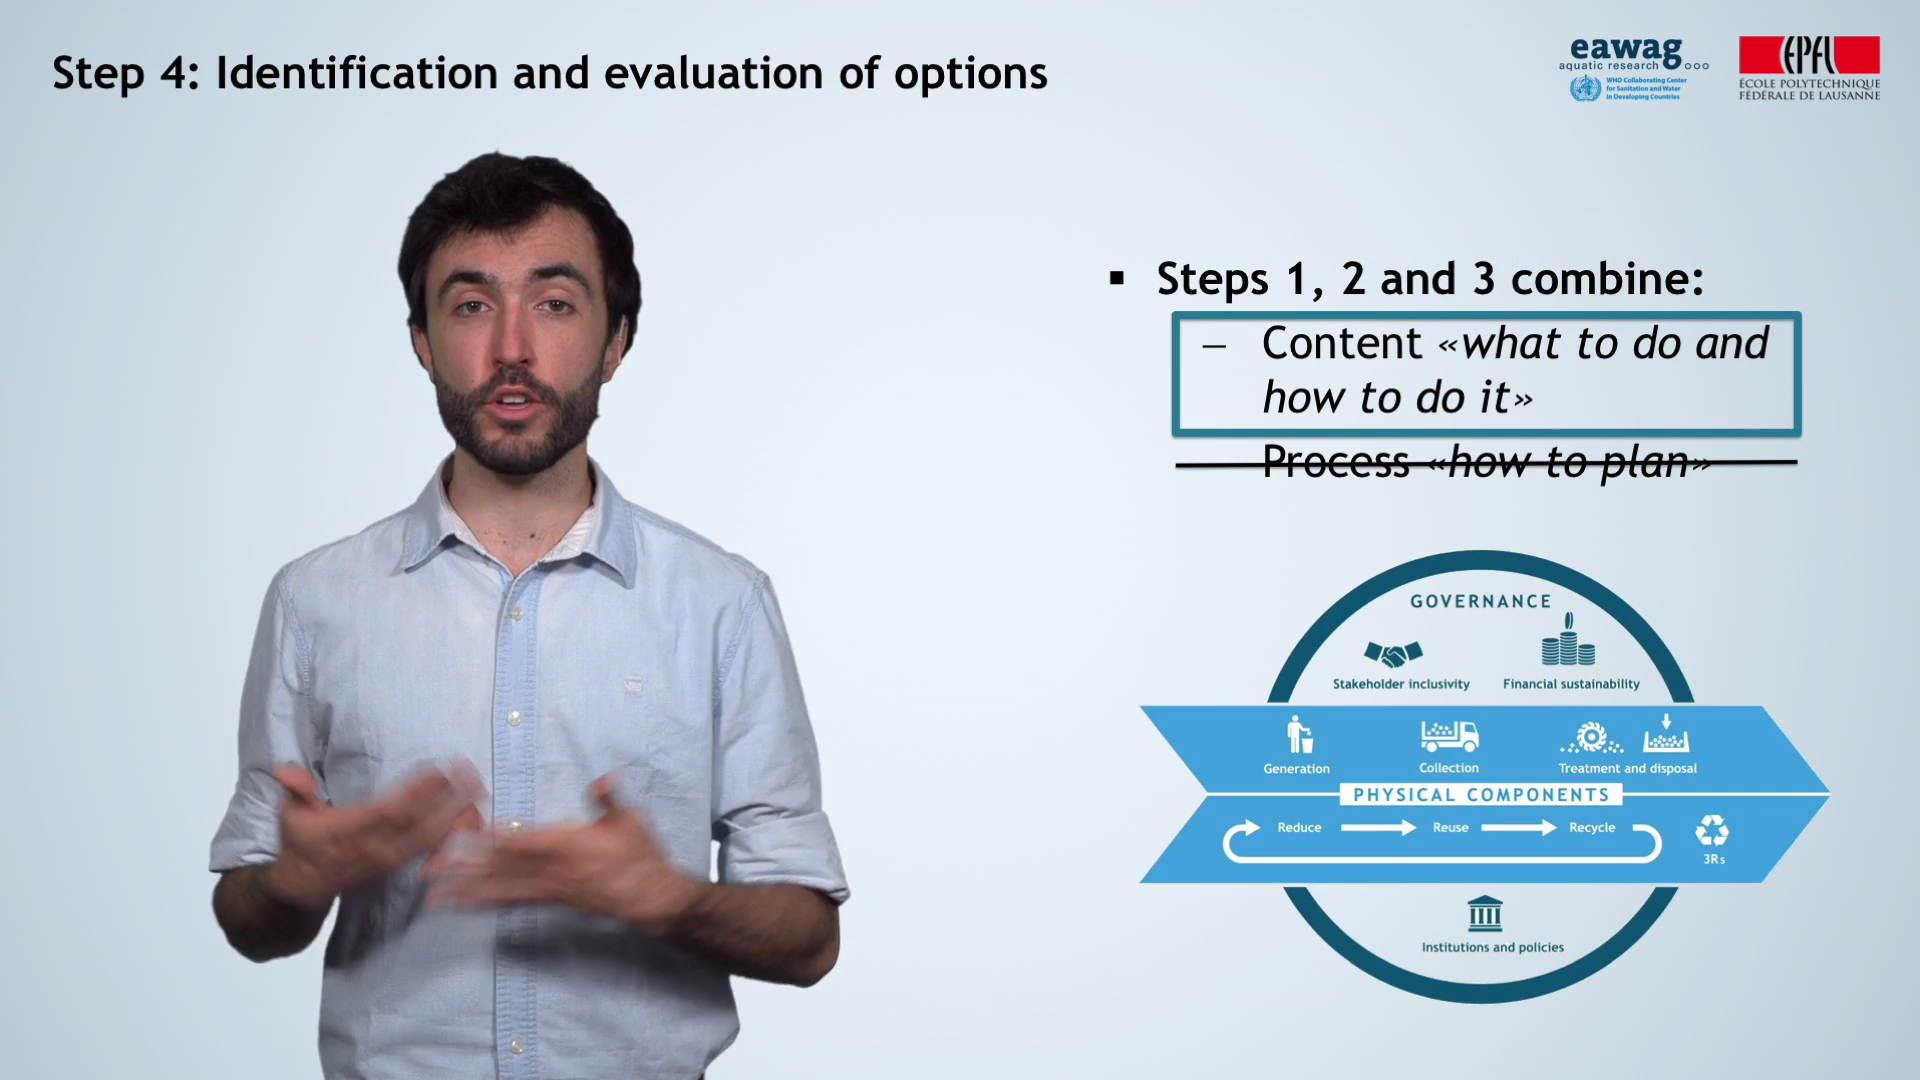 Step 4: Identification and evaluation of options
eawag
aquatic research
WHO Collaborating Center
for Sanitation and Water
in Developing Countries
EPFL
ÉCOLE POLYTECHNIQUE
FÉDÉRALE DE LAUSANNE
▪ Steps 1, 2 and 3 combine:
– Content «what to do and
how to do it»
Process «how to plan»
GOVERNANCE
Stakeholder inclusivity
Financial sustainability
Generation
Collection
Treatment and disposal
PHYSICAL COMPONENTS
Reduce
Reuse
Recycle
3Rs
Institutions and policies